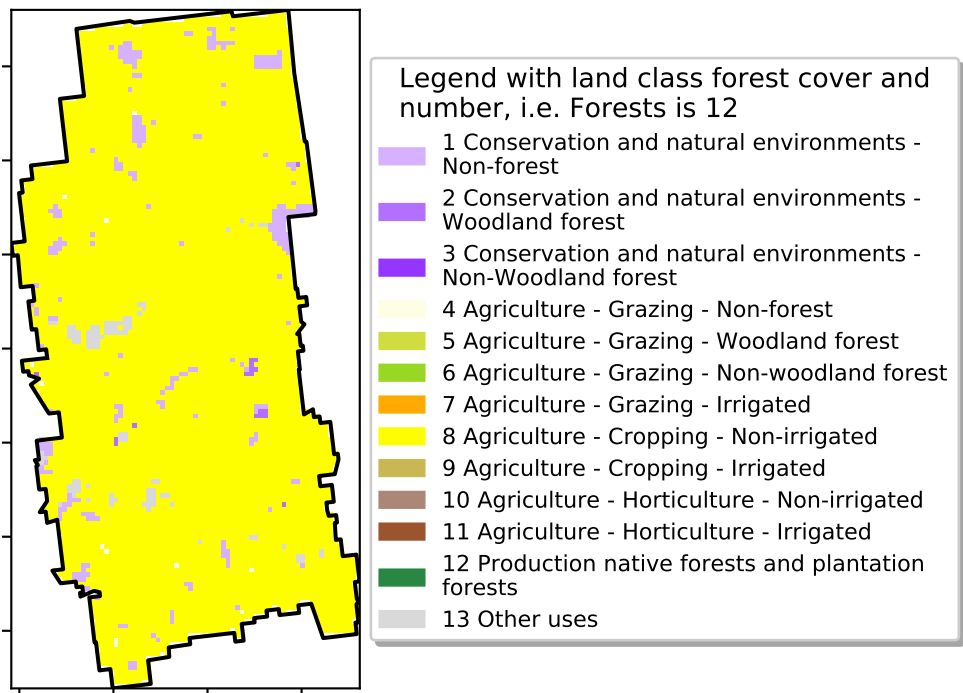 Legend with land class forest cover and
number, i.e. Forests is 12
1 Conservation and natural environments -
Non-forest
2 Conservation and natural environments -
Woodland forest
3 Conservation and natural environments -
Non-Woodland forest
4 Agriculture - Grazing - Non-forest
5 Agriculture - Grazing - Woodland forest
6 Agriculture - Grazing - Non-woodland forest
7 Agriculture - Grazing - Irrigated
8 Agriculture - Cropping - Non-irrigated
9 Agriculture - Cropping - Irrigated
10 Agriculture - Horticulture - Non-irrigated
11 Agriculture - Horticulture - Irrigated
12 Production native forests and plantation
forests
13 Other uses